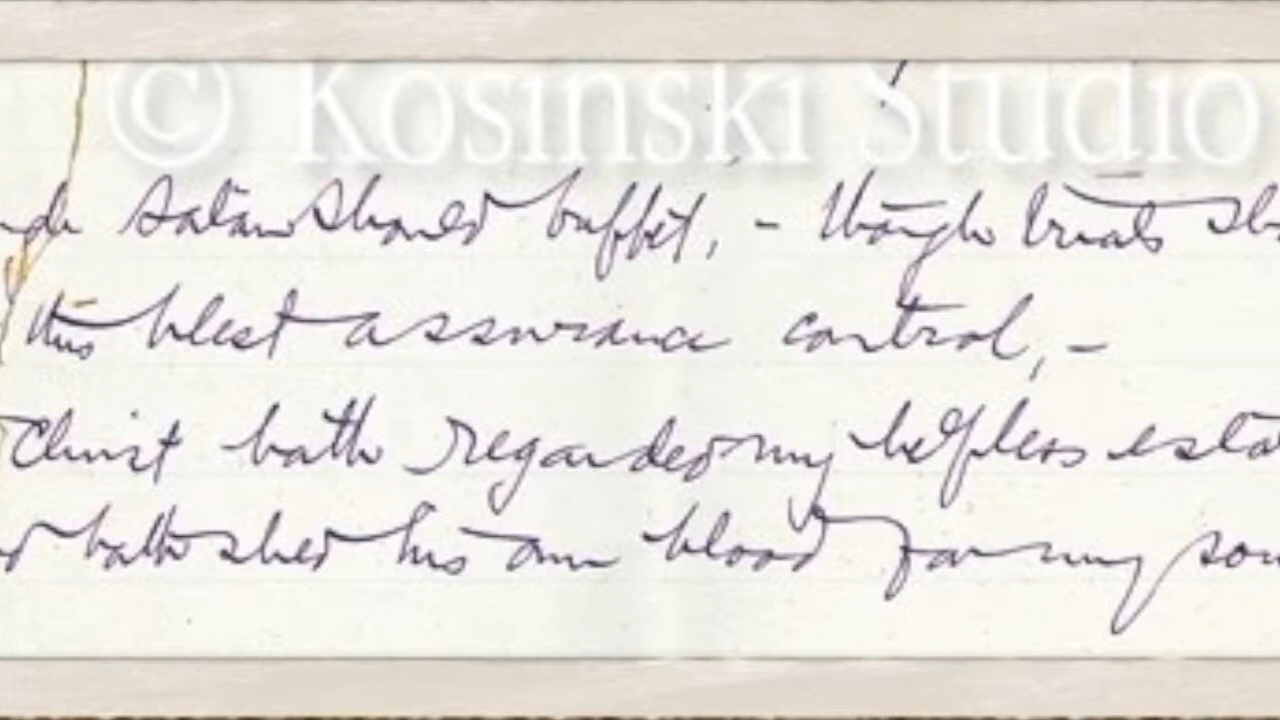 © Kosinski Studio
Satan should buffet, - though trials
this blest assurance control, -
Christ hath regarded my helpless
hath shed his own blood for my